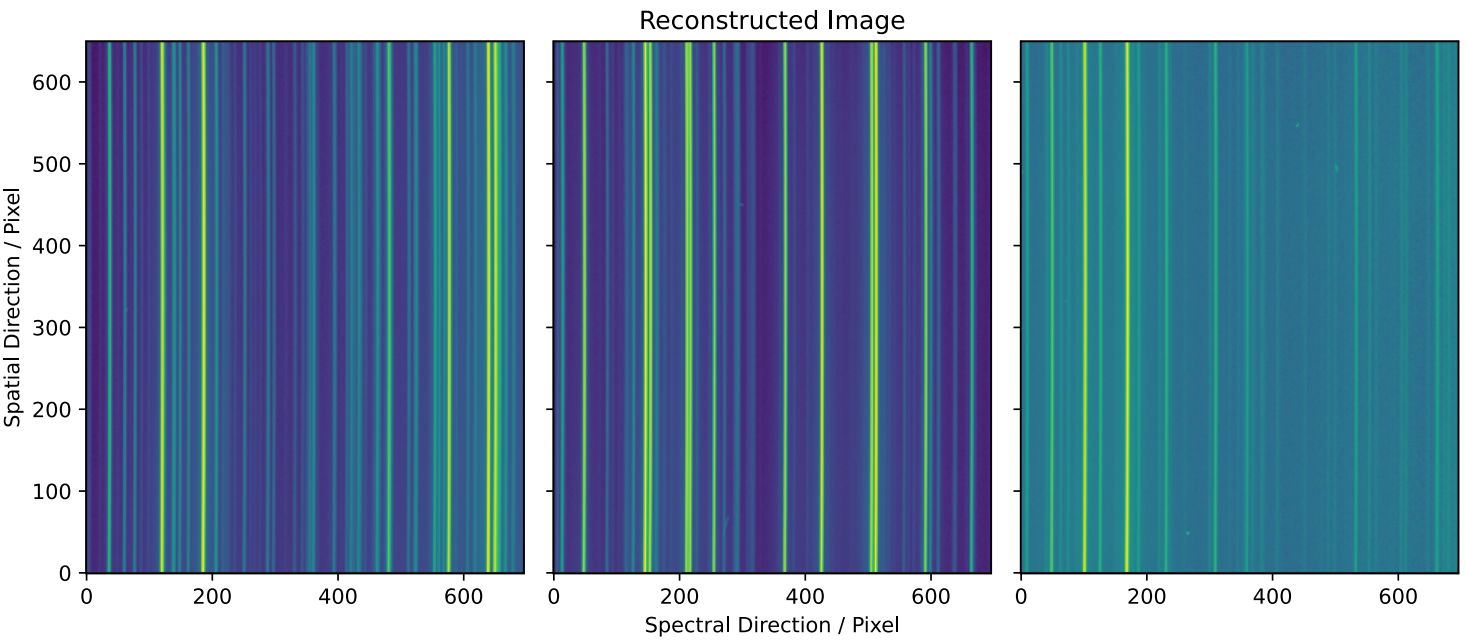 Reconstructed Image
Spatial Direction / Pixel
600
500
400
300
200
100
0
0 200 400 600
0 200 400 600
0 200 400 600
Spectral Direction / Pixel